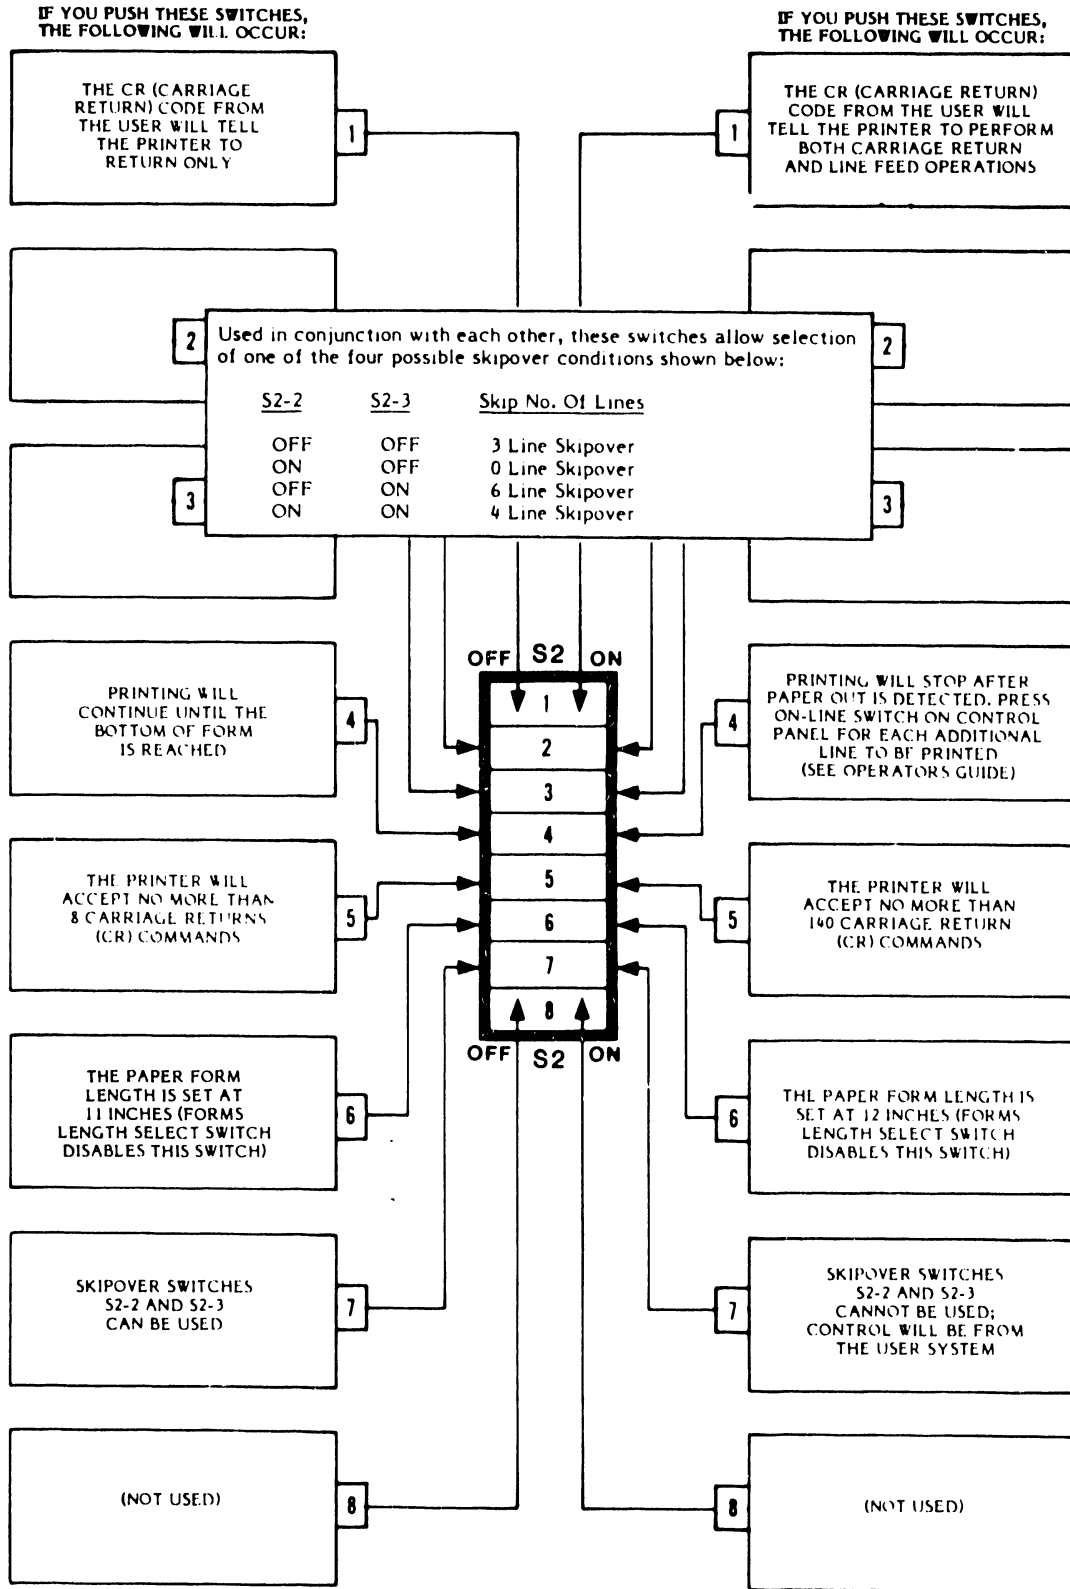 IF YOU PUSH THESE SWITCHES,
THE FOLLOWING WILL OCCUR:
IF YOU PUSH THESE SWITCHES,
THE FOLLOWING WILL OCCUR:
THE CR (CARRIAGE
RETURN) CODE FROM
THE USER WILL TELL
THE PRINTER TO
RETURN ONLY
1
1
THE CR (CARRIAGE RETURN)
CODE FROM THE USER WILL
TELL THE PRINTER TO PERFORM
BOTH CARRIAGE RETURN
AND LINE FEED OPERATIONS
2
Used in conjunction with each other, these switches allow selection
of one of the four possible skipover conditions shown below:
2
S2-2 S2-3 Skip No. Of Lines
OFF OFF 3 Line Skipover
ON OFF 0 Line Skipover
OFF ON 6 Line Skipover
ON ON 4 Line Skipover
3
3
OFF S2 ON
1
2
3
4
5
6
7
8
OFF S2 ON
PRINTING WILL
CONTINUE UNTIL THE
BOTTOM OF FORM
IS REACHED
4
4
PRINTING WILL STOP AFTER
PAPER OUT IS DETECTED. PRESS
ON-LINE SWITCH ON CONTROL
PANEL FOR EACH ADDITIONAL
LINE TO BE PRINTED
(SEE OPERATORS GUIDE)
THE PRINTER WILL
ACCEPT NO MORE THAN
8 CARRIAGE RETURNS
(CR) COMMANDS
5
5
THE PRINTER WILL
ACCEPT NO MORE THAN
140 CARRIAGE RETURN
(CR) COMMANDS
THE PAPER FORM
LENGTH IS SET AT
11 INCHES (FORMS
LENGTH SELECT SWITCH
DISABLES THIS SWITCH)
6
6
THE PAPER FORM LENGTH IS
SET AT 12 INCHES (FORMS
LENGTH SELECT SWITCH
DISABLES THIS SWITCH)
SKIPOVER SWITCHES
S2-2 AND S2-3
CAN BE USED
7
7
SKIPOVER SWITCHES
S2-2 AND S2-3
CANNOT BE USED;
CONTROL WILL BE FROM
THE USER SYSTEM
(NOT USED)
8
8
(NOT USED)